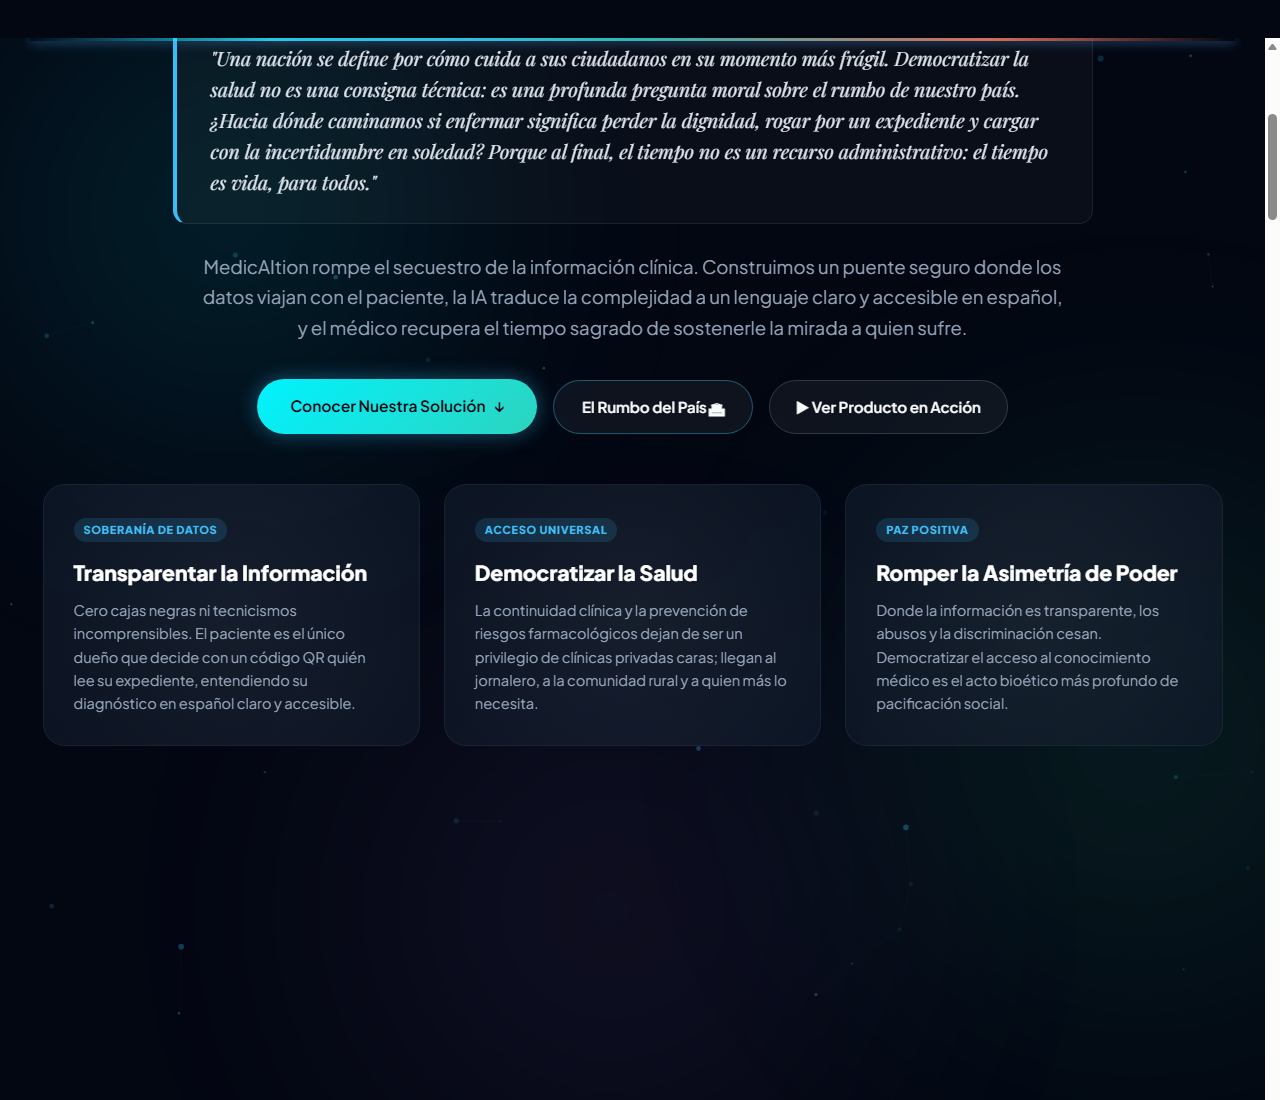 "Una nación se define por cómo cuida a sus ciudadanos en su momento más frágil. Democratizar la
salud no es una consigna técnica: es una profunda pregunta moral sobre el rumbo de nuestro país.
¿Hacia dónde caminamos si enfermar significa perder la dignidad, rogar por un expediente y cargar
con la incertidumbre en soledad? Porque al final, el tiempo no es un recurso administrativo: el tiempo
es vida, para todos."
MedicAItion rompe el secuestro de la información clínica. Construimos un puente seguro donde los
datos viajan con el paciente, la IA traduce la complejidad a un lenguaje claro y accesible en español,
y el médico recupera el tiempo sagrado de sostenerle la mirada a quien sufre.
Conocer Nuestra Solución ↓
El Rumbo del País
▶ Ver Producto en Acción
SOBERANÍA DE DATOS
Transparentar la Información
Cero cajas negras ni tecnicismos
incomprensibles. El paciente es el único
dueño que decide con un código QR quién
lee su expediente, entendiendo su
diagnóstico en español claro y accesible.
ACCESO UNIVERSAL
Democratizar la Salud
La continuidad clínica y la prevención de
riesgos farmacológicos dejan de ser un
privilegio de clínicas privadas caras; llegan al
jornalero, a la comunidad rural y a quien más lo
necesita.
PAZ POSITIVA
Romper la Asimetría de Poder
Donde la información es transparente, los
abusos y la discriminación cesan.
Democratizar el acceso al conocimiento
médico es el acto bioético más profundo de
pacificación social.